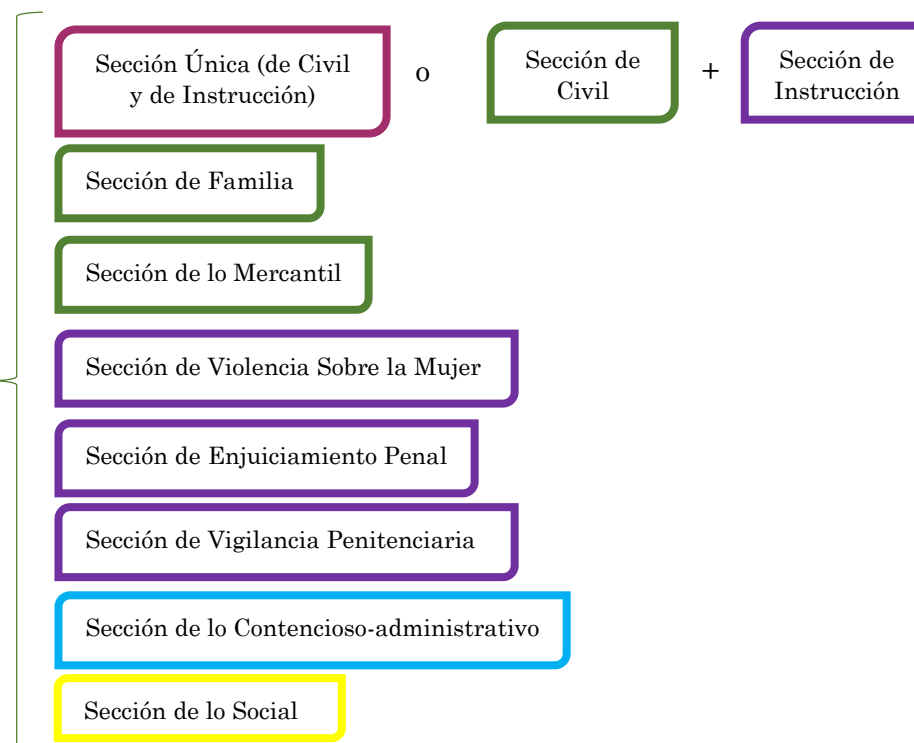 Sección Única (de Civil
y de Instrucción)
o
Sección de
Civil
+
Sección de
Instrucción
Sección de Familia
Sección de lo Mercantil
Sección de Violencia Sobre la Mujer
Sección de Enjuiciamiento Penal
Sección de Vigilancia Penitenciaria
Sección de lo Contencioso-administrativo
Sección de lo Social